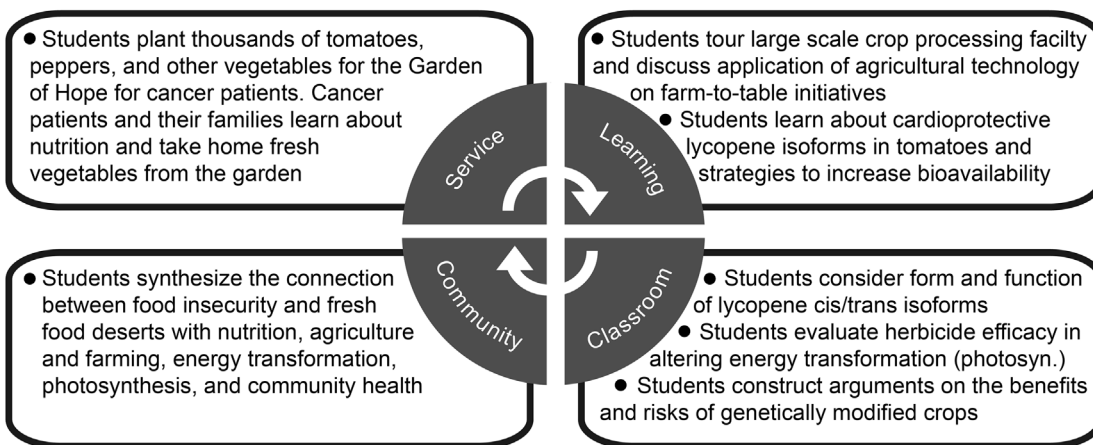 ● Students plant thousands of tomatoes,
peppers, and other vegetables for the Garden
of Hope for cancer patients. Cancer
patients and their families learn about
nutrition and take home fresh
vegetables from the garden
● Students tour large scale crop processing facilty
and discuss application of agricultural technology
on farm-to-table initiatives
● Students learn about cardioprotective
lycopene isoforms in tomatoes and
strategies to increase bioavailability
Service
Learning
Community
Classroom
● Students synthesize the connection
between food insecurity and fresh
food deserts with nutrition, agriculture
and farming, energy transformation,
photosynthesis, and community health
● Students consider form and function
of lycopene cis/trans isoforms
● Students evaluate herbicide efficacy in
altering energy transformation (photosyn.)
● Students construct arguments on the benefits
and risks of genetically modified crops